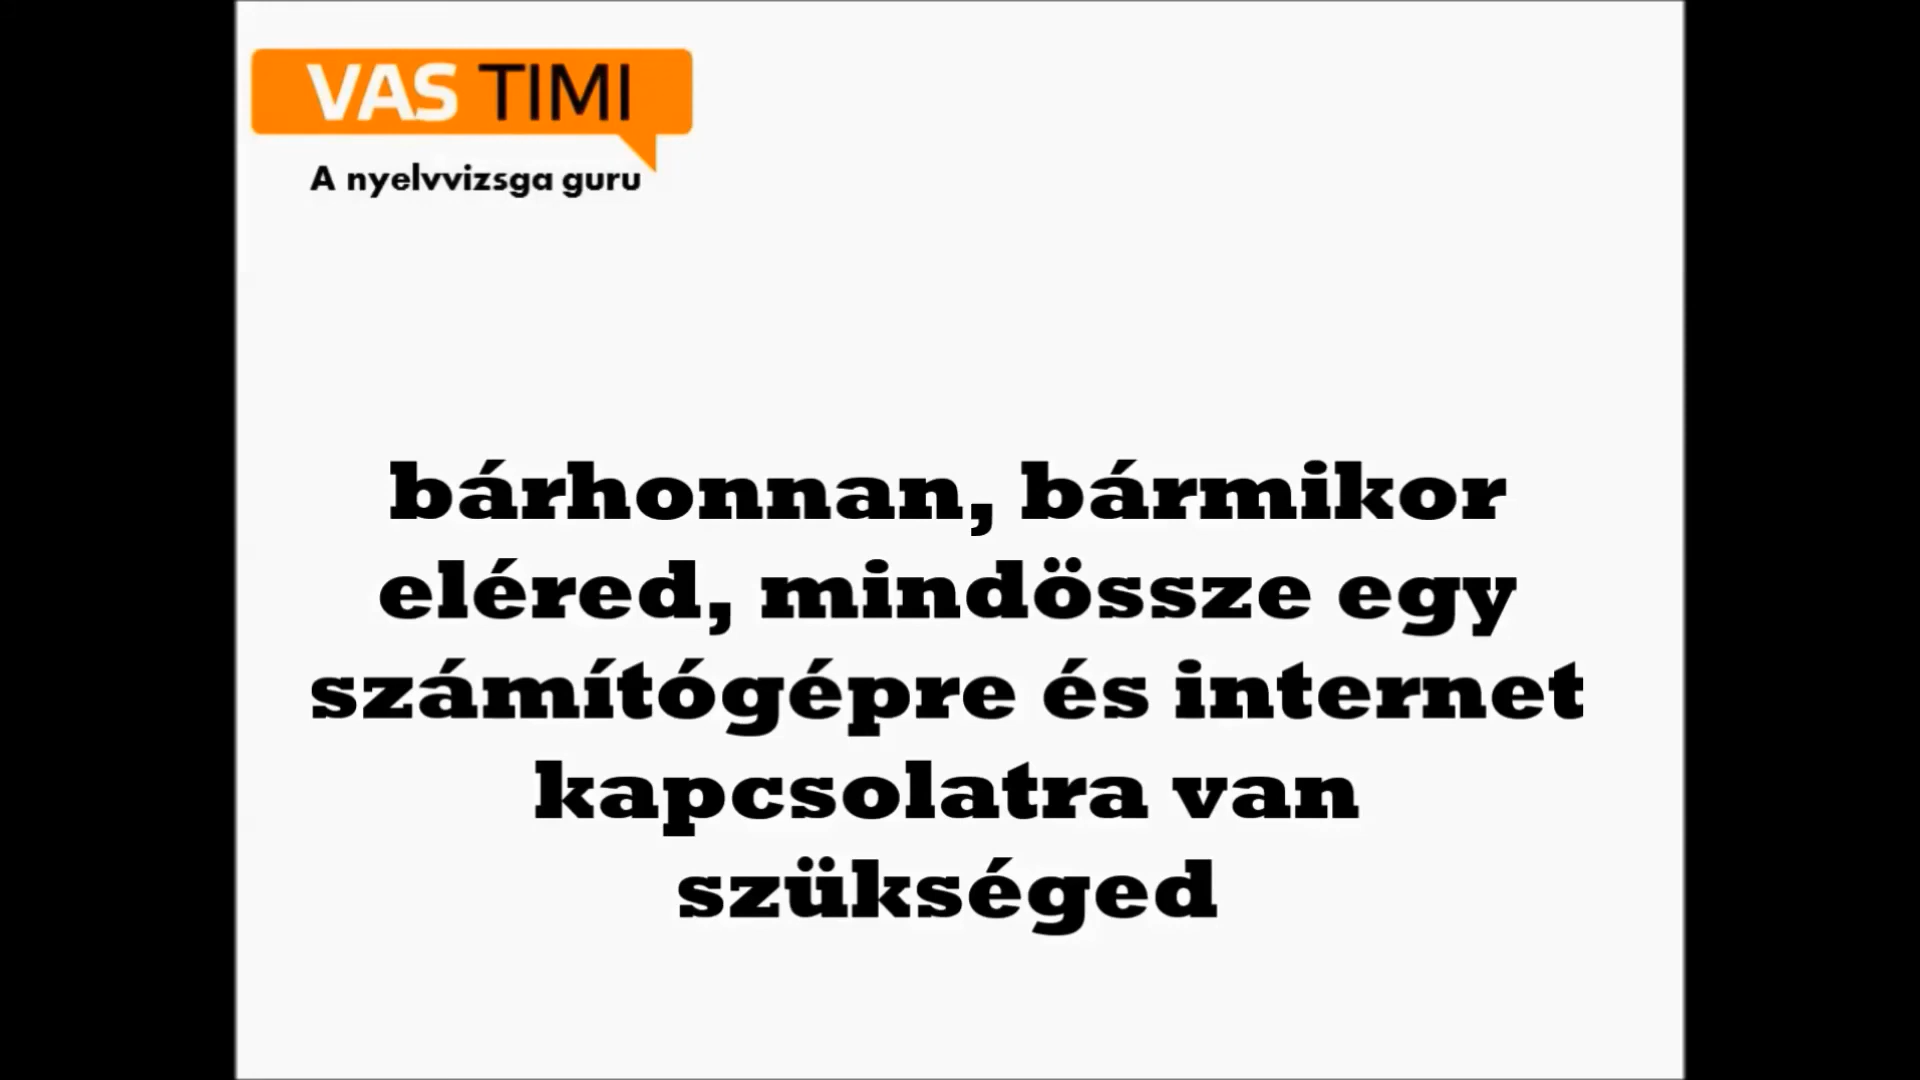 VAS TIMI
A nyelvvizsga guru
bárhonnan, bármikor
eléred, mindössze egy
számítógépre és internet
kapcsolatra van
szükséged